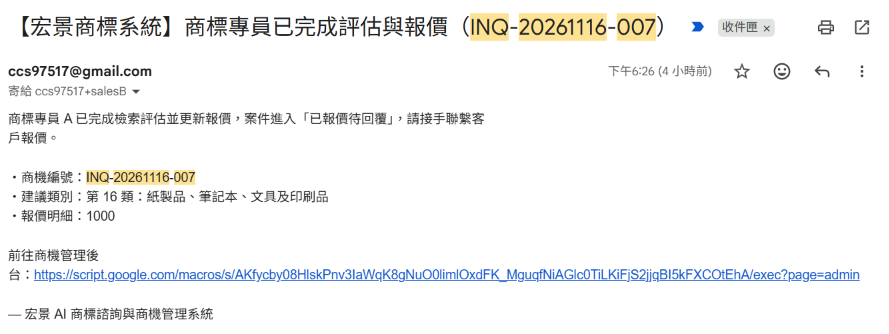 【宏景商標系統】商標專員已完成評估與報價（INQ-20261116-007） 收件匣 ×
ccs97517@gmail.com 下午6:26 (4 小時前)
寄給 ccs97517+salesB
商標專員 A 已完成檢索評估並更新報價，案件進入「已報價待回覆」，請接手聯繫客
戶報價。
・商機編號：INQ-20261116-007
・建議類別：第 16 類：紙製品、筆記本、文具及印刷品
・報價明細：1000
前往商機管理後
台：https://script.google.com/macros/s/AKfycby08HlskPnv3IaWqK8gNuO0limlOxdFK_MguqfNiAGlc0TiLKiFjS2jjqBI5kFXCOtEhA/exec?page=admin
— 宏景 AI 商標諮詢與商機管理系統